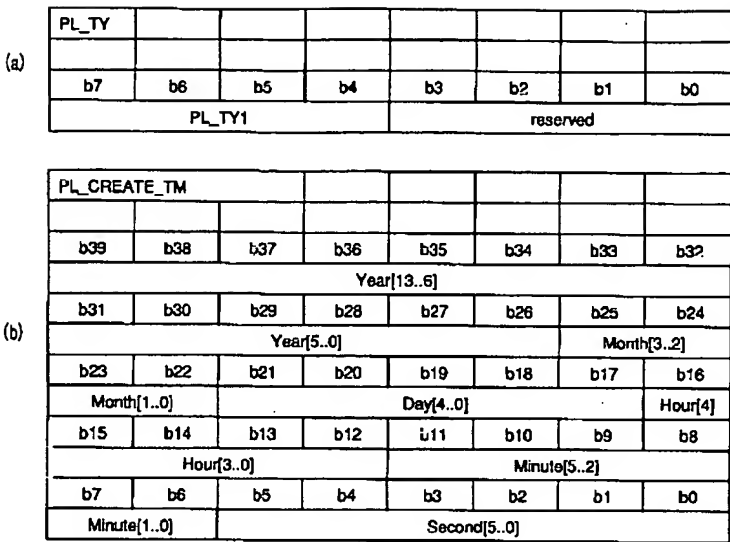 (a)
PL_TY
b7 b6 b5 b4 b3 b2 b1 b0
PL_TY1 reserved
(b)
PL_CREATE_TM
b39 b38 b37 b36 b35 b34 b33 b32
Year[13..6]
b31 b30 b29 b28 b27 b26 b25 b24
Year[5..0] Month[3..2]
b23 b22 b21 b20 b19 b18 b17 b16
Month[1..0] Day[4..0] Hour[4]
b15 b14 b13 b12 b11 b10 b9 b8
Hour[3..0] Minute[5..2]
b7 b6 b5 b4 b3 b2 b1 b0
Minute[1..0] Second[5..0]